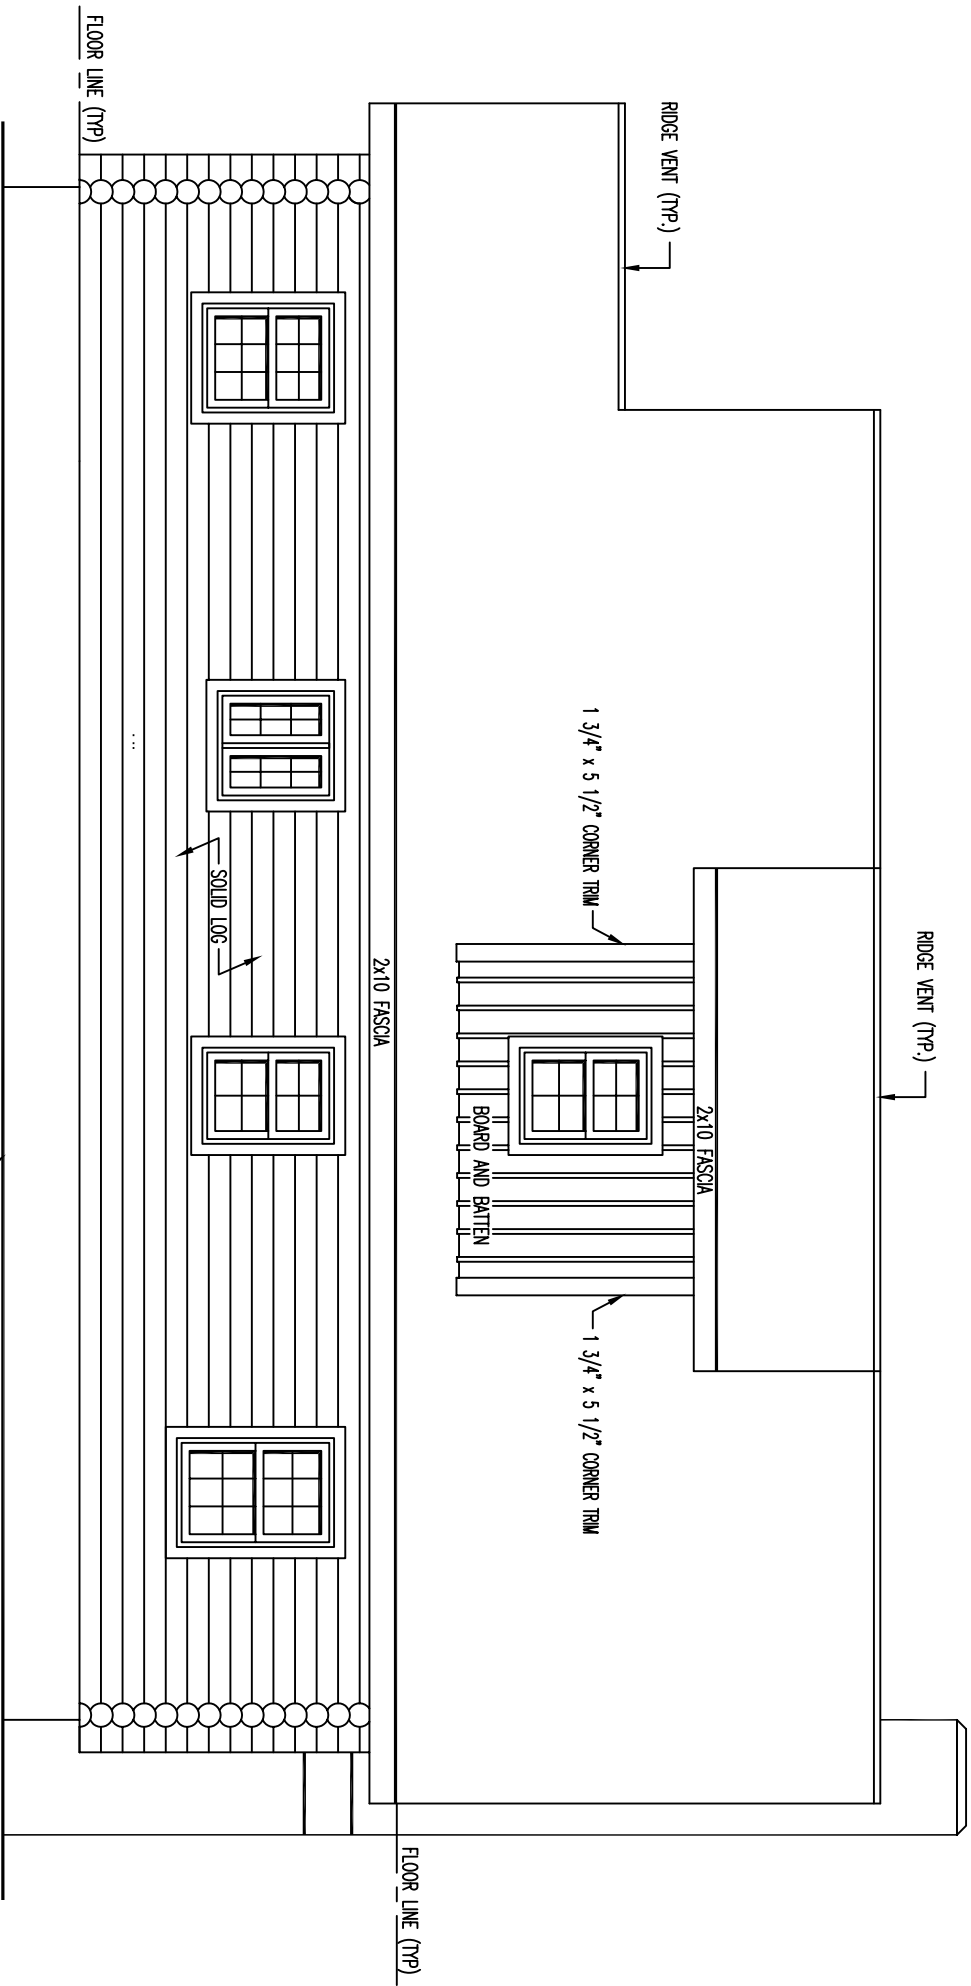 RIDGE VENT (TYP.)
RIDGE VENT (TYP.)
2x10 FASCIA
1 3/4" x 5 1/2" CORNER TRIM
1 3/4" x 5 1/2" CORNER TRIM
BOARD AND BATTEN
FLOOR LINE (TYP)
2x10 FASCIA
SOLID LOG
...
FLOOR LINE (TYP)